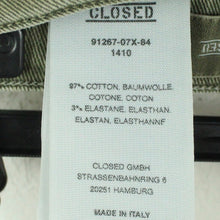 CLOSED
91267-07X-84
1410
97% COTTON, BAUMWOLLE,
COTONE, COTON
3% ELASTANE, ELASTHAN,
ELASTAN, ELASTHANNF
CLOSED GMBH
STRASSENBAHNRING 6
20251 HAMBURG
MADE IN ITALY